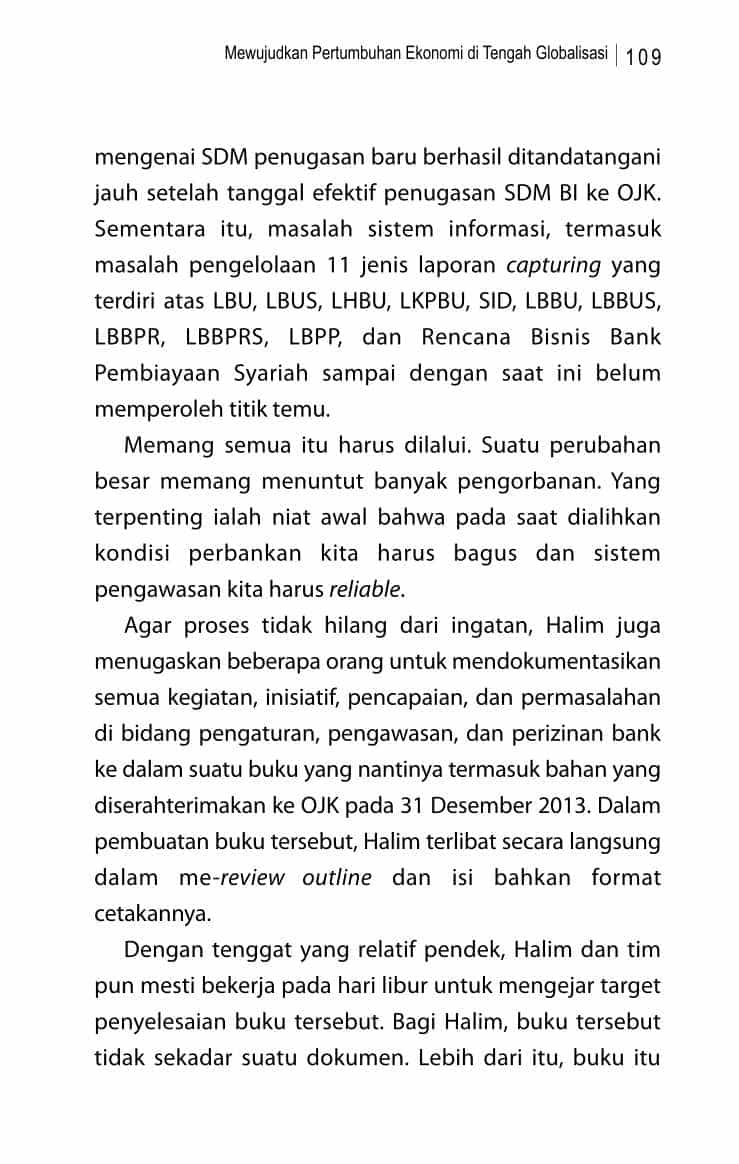 Mewujudkan Pertumbuhan Ekonomi di Tengah Globalisasi | 109
mengenai SDM penugasan baru berhasil ditandatangani
jauh setelah tanggal efektif penugasan SDM BI ke OJK.
Sementara itu, masalah sistem informasi, termasuk
masalah pengelolaan 11 jenis laporan capturing yang
terdiri atas LBU, LBUS, LHBU, LKPBU, SID, LBBU, LBBUS,
LBBPR, LBBPRS, LBPP, dan Rencana Bisnis Bank
Pembiayaan Syariah sampai dengan saat ini belum
memperoleh titik temu.
Memang semua itu harus dilalui. Suatu perubahan
besar memang menuntut banyak pengorbanan. Yang
terpenting ialah niat awal bahwa pada saat dialihkan
kondisi perbankan kita harus bagus dan sistem
pengawasan kita harus reliable.
Agar proses tidak hilang dari ingatan, Halim juga
menugaskan beberapa orang untuk mendokumentasikan
semua kegiatan, inisiatif, pencapaian, dan permasalahan
di bidang pengaturan, pengawasan, dan perizinan bank
ke dalam suatu buku yang nantinya termasuk bahan yang
diserahterimakan ke OJK pada 31 Desember 2013. Dalam
pembuatan buku tersebut, Halim terlibat secara langsung
dalam me-review outline dan isi bahkan format
cetakannya.
Dengan tenggat yang relatif pendek, Halim dan tim
pun mesti bekerja pada hari libur untuk mengejar target
penyelesaian buku tersebut. Bagi Halim, buku tersebut
tidak sekadar suatu dokumen. Lebih dari itu, buku itu